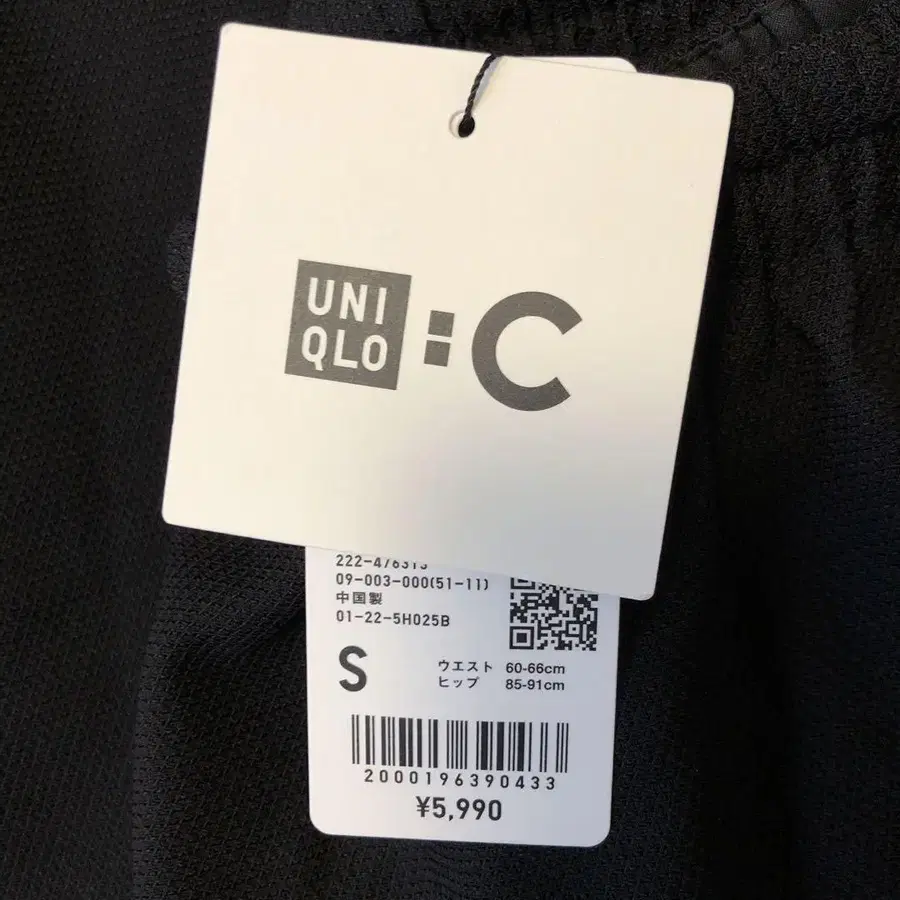 UNI
QLO
:C
09-003-000(51-11)
中国製
01-22-5H025B
S
ウエスト 60-66cm
ヒップ 85-91cm
2000196390433
¥5,990